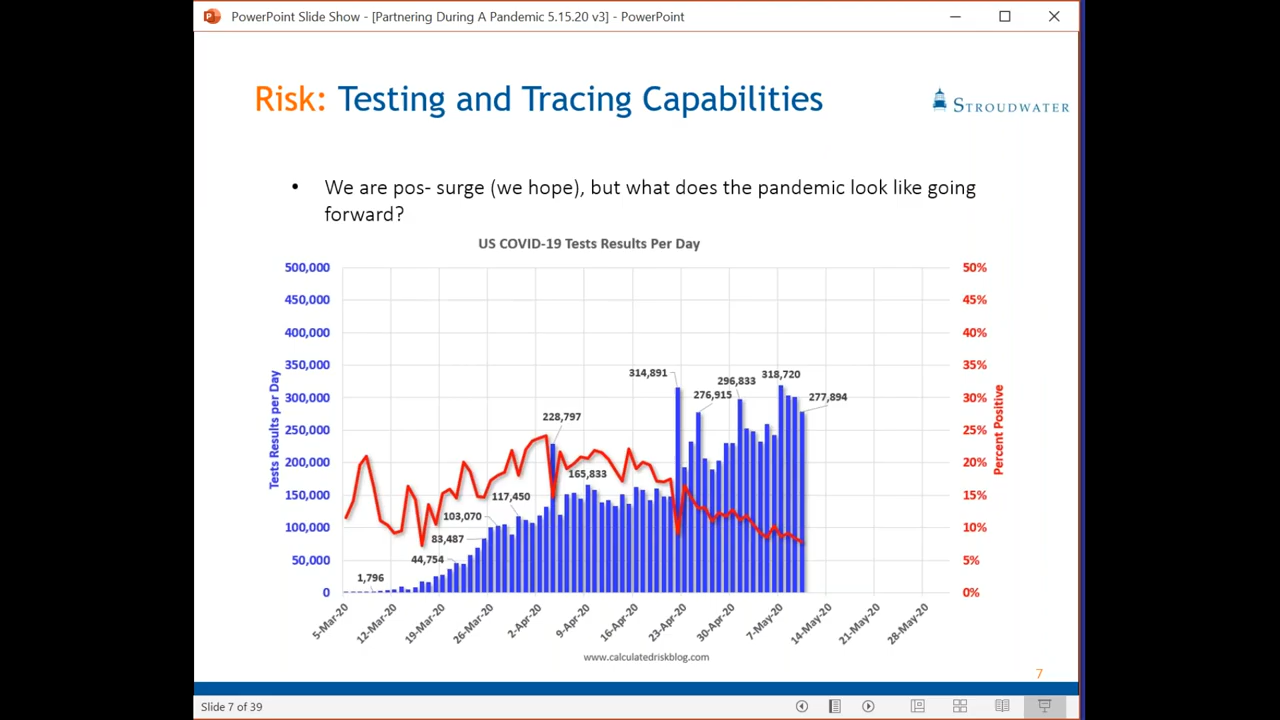 PowerPoint Slide Show - [Partnering During A Pandemic 5.15.20 v3] - PowerPoint
Risk: Testing and Tracing Capabilities
STROUDWATER
• We are pos- surge (we hope), but what does the pandemic look like going
forward?
US COVID-19 Tests Results Per Day
500,000
450,000
400,000
350,000
300,000
250,000
200,000
150,000
100,000
50,000
0
Tests Results per Day
1,796
44,754
83,487
103,070
117,450
228,797
165,833
314,891
276,915
296,833
318,720
277,894
50%
45%
40%
35%
30%
25%
20%
15%
10%
5%
0%
Percent Positive
5-Mar-20
12-Mar-20
19-Mar-20
26-Mar-20
2-Apr-20
9-Apr-20
16-Apr-20
23-Apr-20
30-Apr-20
7-May-20
14-May-20
21-May-20
28-May-20
www.calculatedriskblog.com
7
Slide 7 of 39